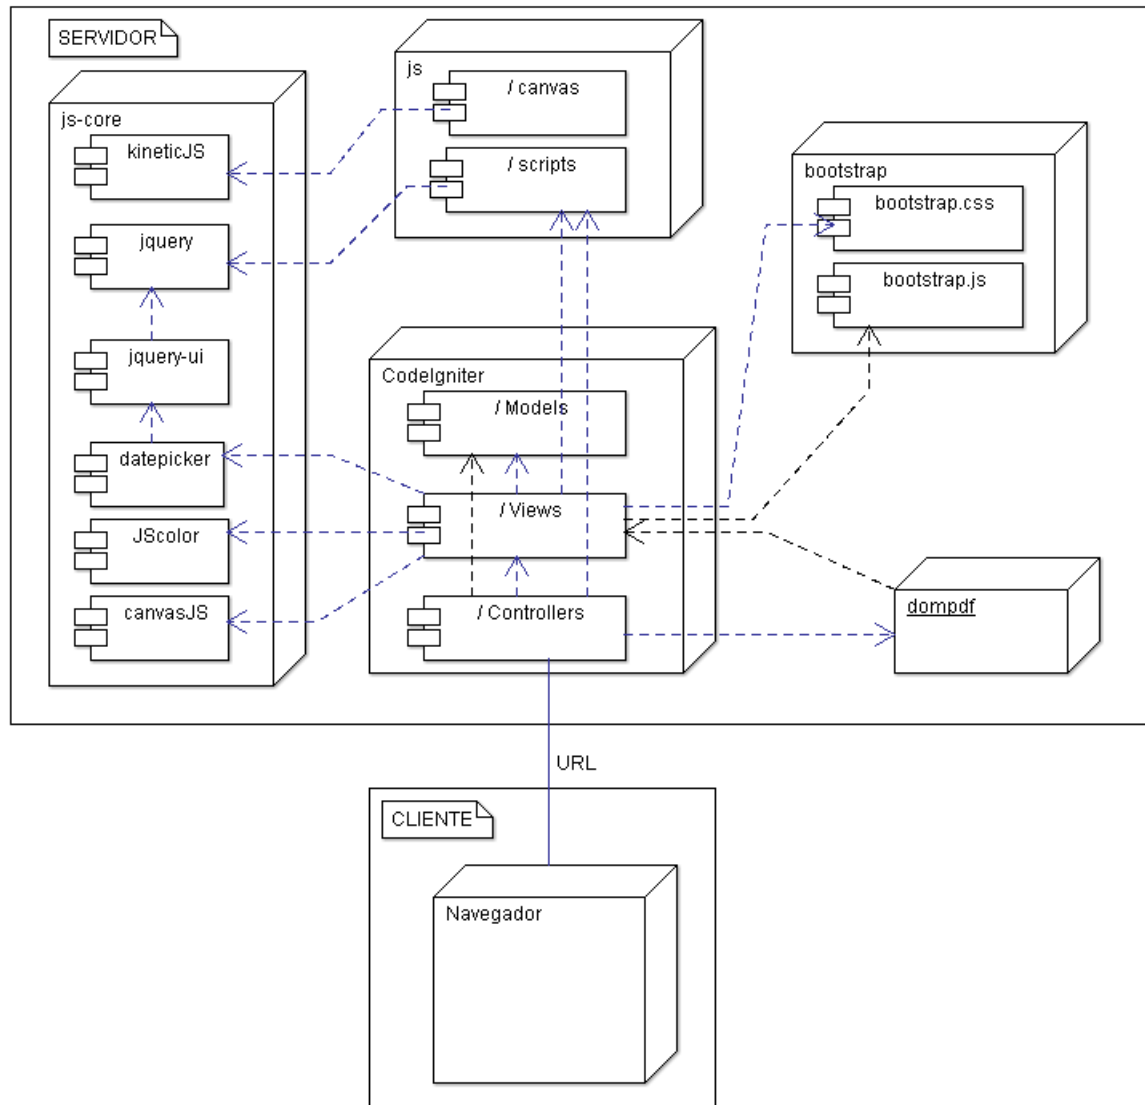 SERVIDOR
js-core
kineticJS
jquery
jquery-ui
datepicker
JScolor
canvasJS
js
/ canvas
/ scripts
CodeIgniter
/ Models
/ Views
/ Controllers
bootstrap
bootstrap.css
bootstrap.js
dompdf
URL
CLIENTE
Navegador